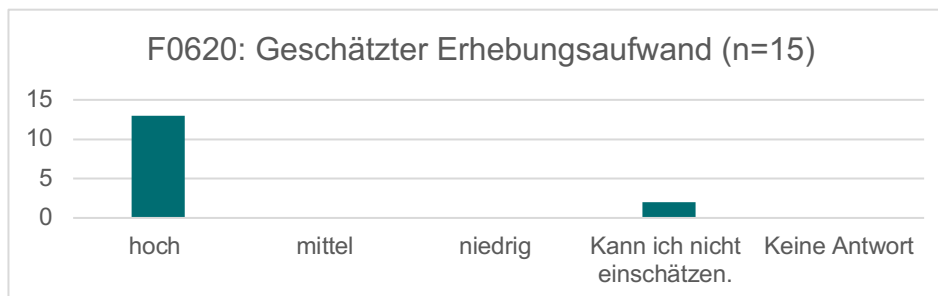 F0620: Geschätzter Erhebungsaufwand (n=15)
15
10
5
0
hoch
mittel
niedrig
Kann ich nicht
einschätzen.
Keine Antwort